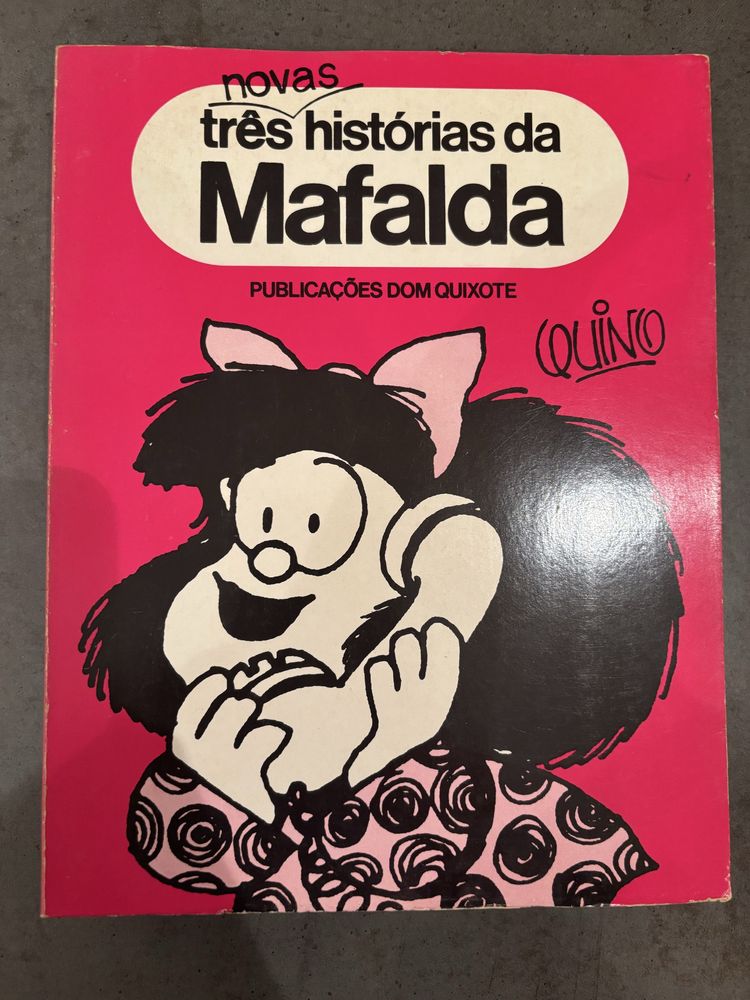 novas
três histórias da
Mafalda
PUBLICAÇÕES DOM QUIXOTE
QUINO